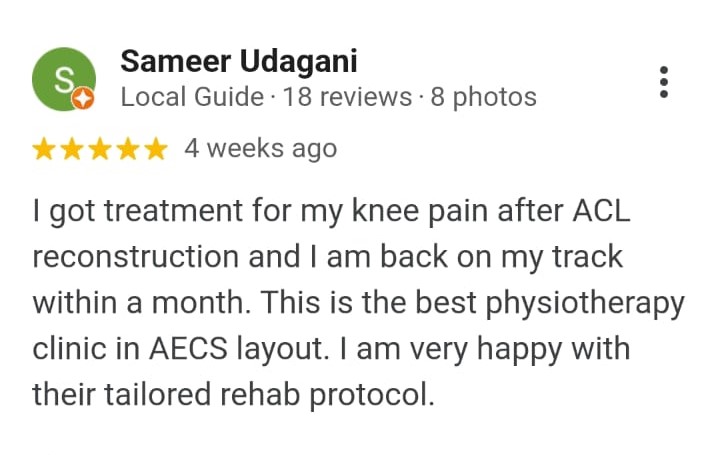 S
Sameer Udagani
Local Guide · 18 reviews · 8 photos
4 weeks ago
I got treatment for my knee pain after ACL
reconstruction and I am back on my track
within a month. This is the best physiotherapy
clinic in AECS layout. I am very happy with
their tailored rehab protocol.